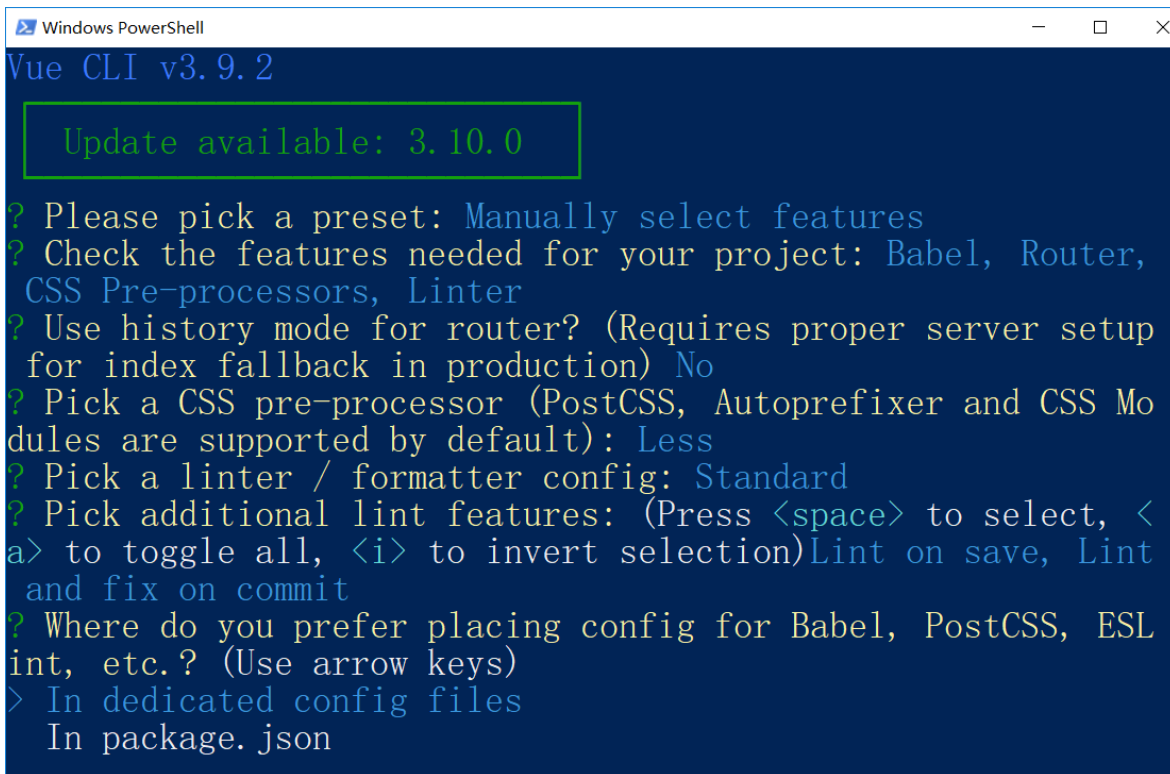 Windows PowerShell
Vue CLI v3.9.2
Update available: 3.10.0
? Please pick a preset: Manually select features
? Check the features needed for your project: Babel, Router,
CSS Pre-processors, Linter
? Use history mode for router? (Requires proper server setup
for index fallback in production) No
? Pick a CSS pre-processor (PostCSS, Autoprefixer and CSS Mo
dules are supported by default): Less
? Pick a linter / formatter config: Standard
? Pick additional lint features: (Press <space> to select, <
a> to toggle all, <i> to invert selection)Lint on save, Lint
and fix on commit
? Where do you prefer placing config for Babel, PostCSS, ESL
int, etc.? (Use arrow keys)
> In dedicated config files
In package.json